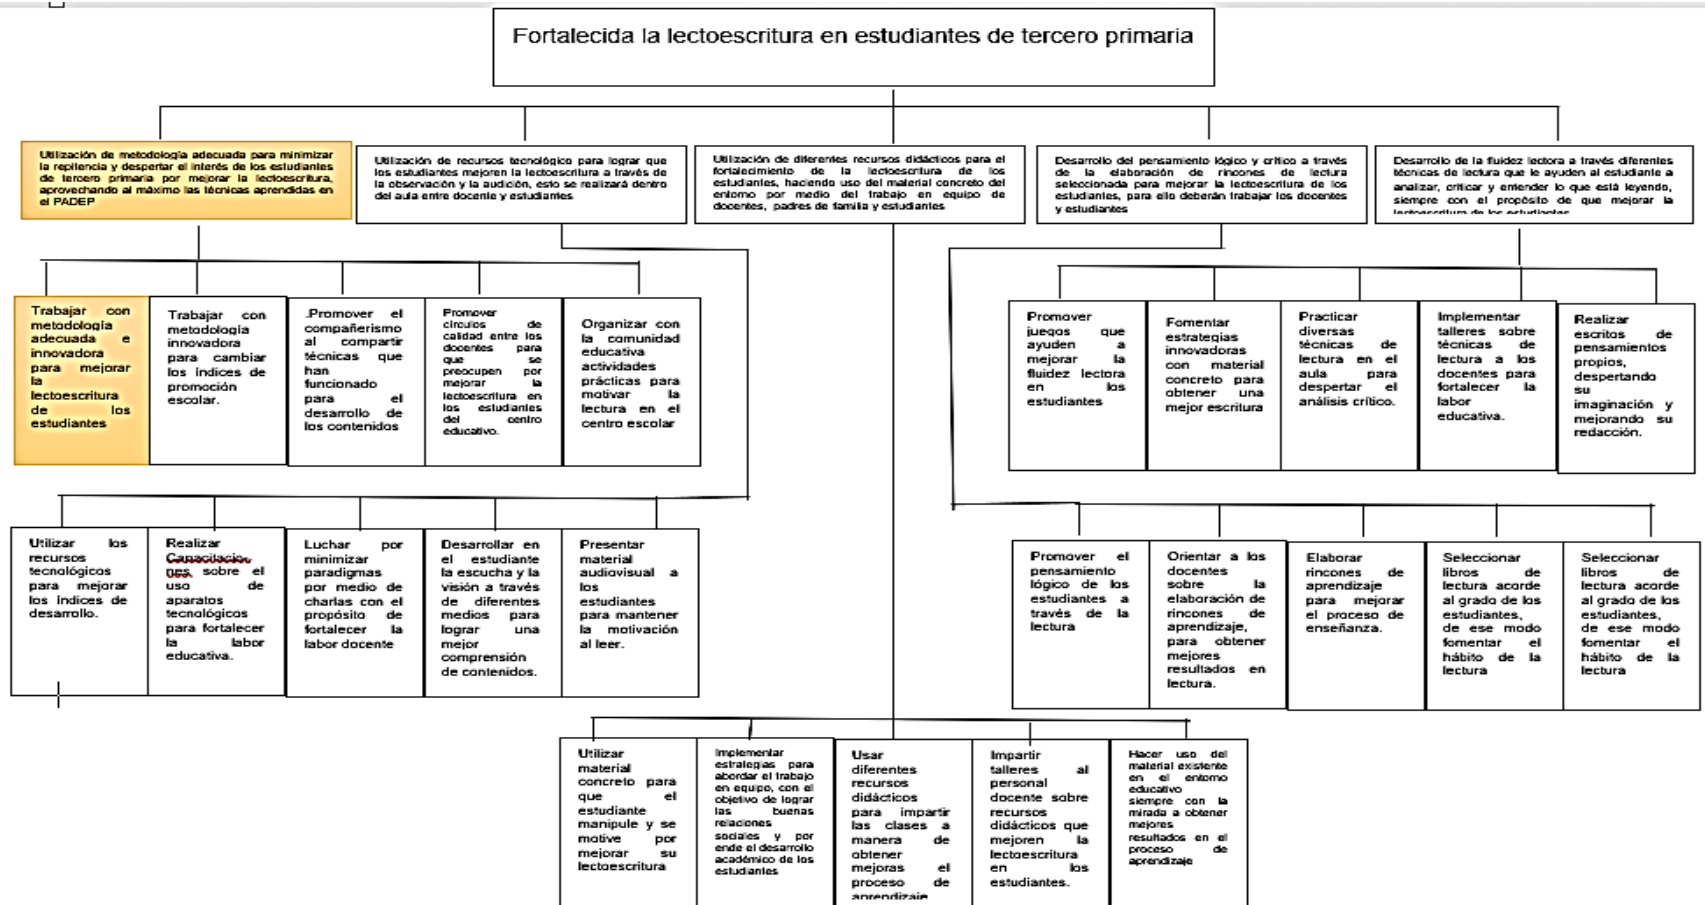 Fortalecida la lectoescritura en estudiantes de tercero primaria
Utilización de metodología adecuada para minimizar
la repitencia y despertar el interés de los estudiantes
de tercero primaria por mejorar la lectoescritura,
aprovechando al máximo las técnicas aprendidas en
el PADEP
Utilización de recursos tecnológico para lograr que
los estudiantes mejoren la lectoescritura a través de
la observación y la audición, esto se realizará dentro
del aula entre docente y estudiantes
Utilización de diferentes recursos didácticos para el
fortalecimiento de la lectoescritura de los
estudiantes, haciendo uso del material concreto del
entorno por medio del trabajo en equipo de
docentes, padres de familia y estudiantes
Desarrollo del pensamiento lógico y crítico a través
de la elaboración de rincones de lectura
seleccionada para mejorar la lectoescritura de los
estudiantes, para ello deberán trabajar los docentes
y estudiantes
Desarrollo de la fluidez lectora a través diferentes
técnicas de lectura que le ayuden al estudiante a
analizar, criticar y entender lo que está leyendo,
siempre con el propósito de que mejorar la
lectoescritura de los estudiantes
Trabajar con
metodología
adecuada e
innovadora
para mejorar
la
lectoescritura
de los
estudiantes
Trabajar con
metodología
innovadora
para cambiar
los índices de
promoción
escolar.
.Promover el
compañerismo
al compartir
técnicas que
han
funcionado
para el
desarrollo de
los contenidos
Promover
círculos de
calidad entre los
docentes para
que se
preocupen por
mejorar la
lectoescritura en
los estudiantes
del centro
educativo.
Organizar con
la comunidad
educativa
actividades
prácticas para
motivar la
lectura en el
centro escolar
Promover
juegos que
ayuden a
mejorar la
fluidez lectora
en los
estudiantes
Fomentar
estrategias
innovadoras
con material
concreto para
obtener una
mejor escritura
Practicar
diversas
técnicas de
lectura en el
aula para
despertar el
análisis crítico.
Implementar
talleres sobre
técnicas de
lectura a los
docentes para
fortalecer la
labor
educativa.
Realizar
escritos de
pensamientos
propios,
despertando
su
imaginación y
mejorando su
redacción.
Utilizar los
recursos
tecnológicos
para mejorar
los índices de
desarrollo.
Realizar
Capacitacio-
nes sobre el
uso de
aparatos
tecnológicos
para fortalecer
la labor
educativa.
Luchar por
minimizar
paradigmas
por medio de
charlas con el
propósito de
fortalecer la
labor docente
Desarrollar en
el estudiante
la escucha y la
visión a través
de diferentes
medios para
lograr una
mejor
comprensión
de contenidos.
Presentar
material
audiovisual a
los
estudiantes
para mantener
la motivación
al leer.
Promover el
pensamiento
lógico de los
estudiantes a
través de la
lectura
Orientar a los
docentes
sobre la
elaboración de
rincones de
aprendizaje,
para obtener
mejores
resultados en
lectura.
Elaborar
rincones de
aprendizaje
para mejorar
el proceso de
enseñanza.
Seleccionar
libros de
lectura acorde
al grado de los
estudiantes,
de ese modo
fomentar el
hábito de la
lectura
Seleccionar
libros de
lectura acorde
al grado de los
estudiantes,
de ese modo
fomentar el
hábito de la
lectura
Utilizar
material
concreto para
que el
estudiante
manipule y se
motive por
mejorar su
lectoescritura
Implementar
estrategias para
abordar el trabajo
en equipo, con el
objetivo de lograr
las buenas
relaciones
sociales y por
ende el desarrollo
académico de los
estudiantes
Usar
diferentes
recursos
didácticos
para impartir
las clases a
manera de
obtener
mejoras el
proceso de
aprendizaje
Impartir
talleres al
personal
docente sobre
recursos
didácticos que
mejoren la
lectoescritura
en los
estudiantes.
Hacer uso del
material existente
en el entorno
educativo
siempre con la
mirada a obtener
mejores
resultados en el
proceso de
aprendizaje